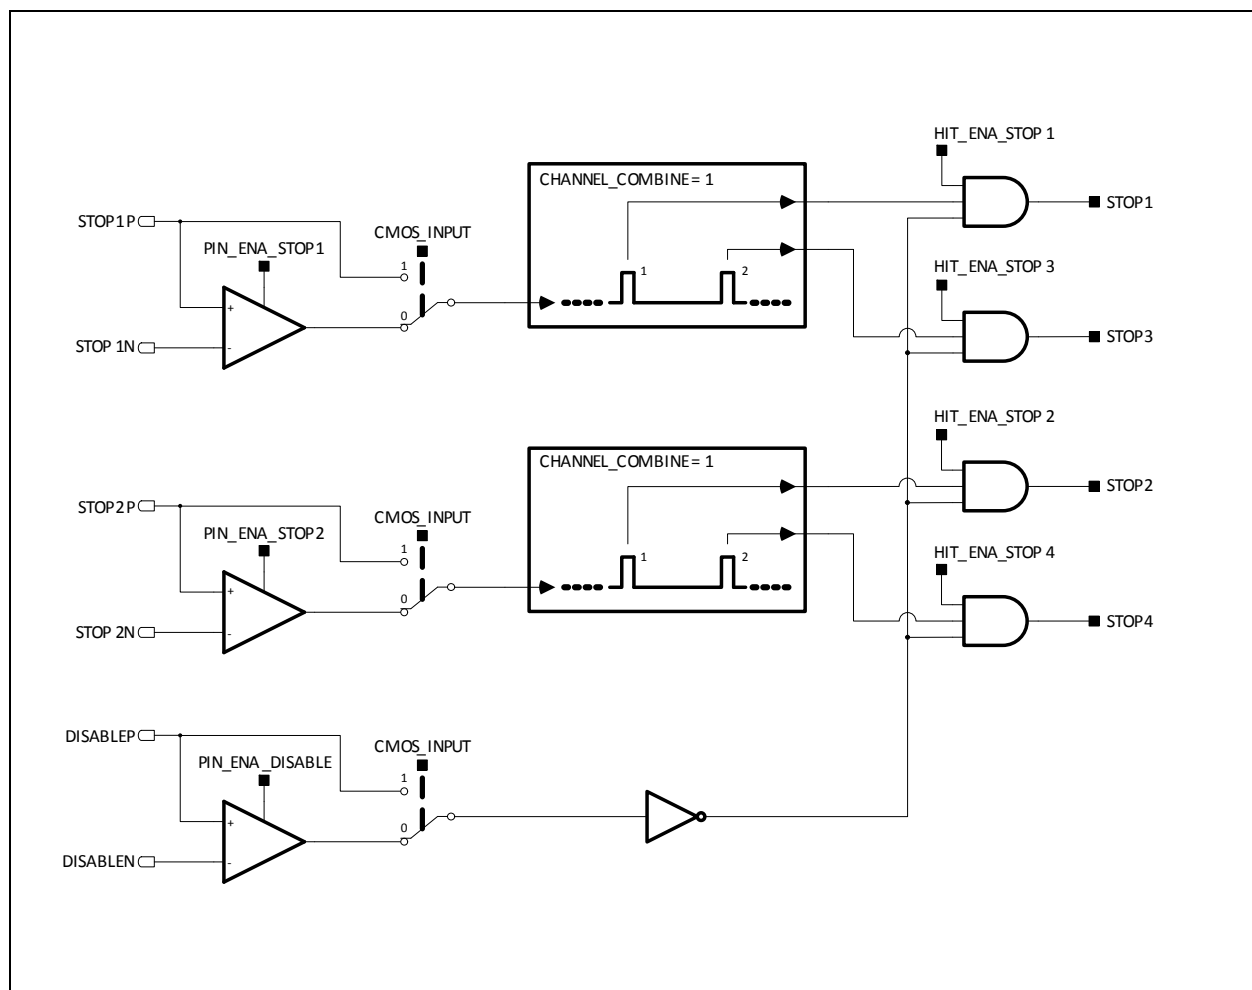 HIT_ENA_STOP 1
CHANNEL_COMBINE = 1
STOP1
STOP1P
CMOS_INPUT
PIN_ENA_STOP1
HIT_ENA_STOP 3
1
1
2
+
0
STOP3
STOP 1N
-
HIT_ENA_STOP 2
CHANNEL_COMBINE = 1
STOP2
STOP2P
CMOS_INPUT
PIN_ENA_STOP2
HIT_ENA_STOP 4
1
1
2
+
0
STOP4
STOP 2N
-
DISABLEP
CMOS_INPUT
PIN_ENA_DISABLE
1
+
0
DISABLEN
-